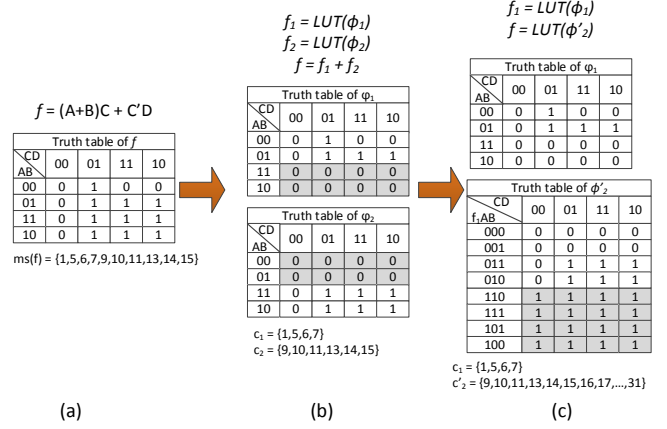 f = (A+B)C + C'D
Truth table of f
CD
AB
00 01 11 10
00 0 1 0 0
01 0 1 1 1
11 0 1 1 1
10 0 1 1 1
ms(f) = {1,5,6,7,9,10,11,13,14,15}
(a)
f1 = LUT(ϕ1)
f2 = LUT(ϕ2)
f = f1 + f2
Truth table of φ1
CD
AB
00 01 11 10
00 0 1 0 0
01 0 1 1 1
11 0 0 0 0
10 0 0 0 0
Truth table of φ2
CD
AB
00 01 11 10
00 0 0 0 0
01 0 0 0 0
11 0 1 1 1
10 0 1 1 1
c1 = {1,5,6,7}
c2 = {9,10,11,13,14,15}
(b)
f1 = LUT(ϕ1)
f = LUT(ϕ'2)
Truth table of φ1
CD
AB
00 01 11 10
00 0 1 0 0
01 0 1 1 1
11 0 0 0 0
10 0 0 0 0
Truth table of ϕ'2
CD
f1AB
00 01 11 10
000 0 0 0 0
001 0 0 0 0
011 0 1 1 1
010 0 1 1 1
110 1 1 1 1
111 1 1 1 1
101 1 1 1 1
100 1 1 1 1
c1 = {1,5,6,7}
c'2 = {9,10,11,13,14,15,16,17,...,31}
(c)